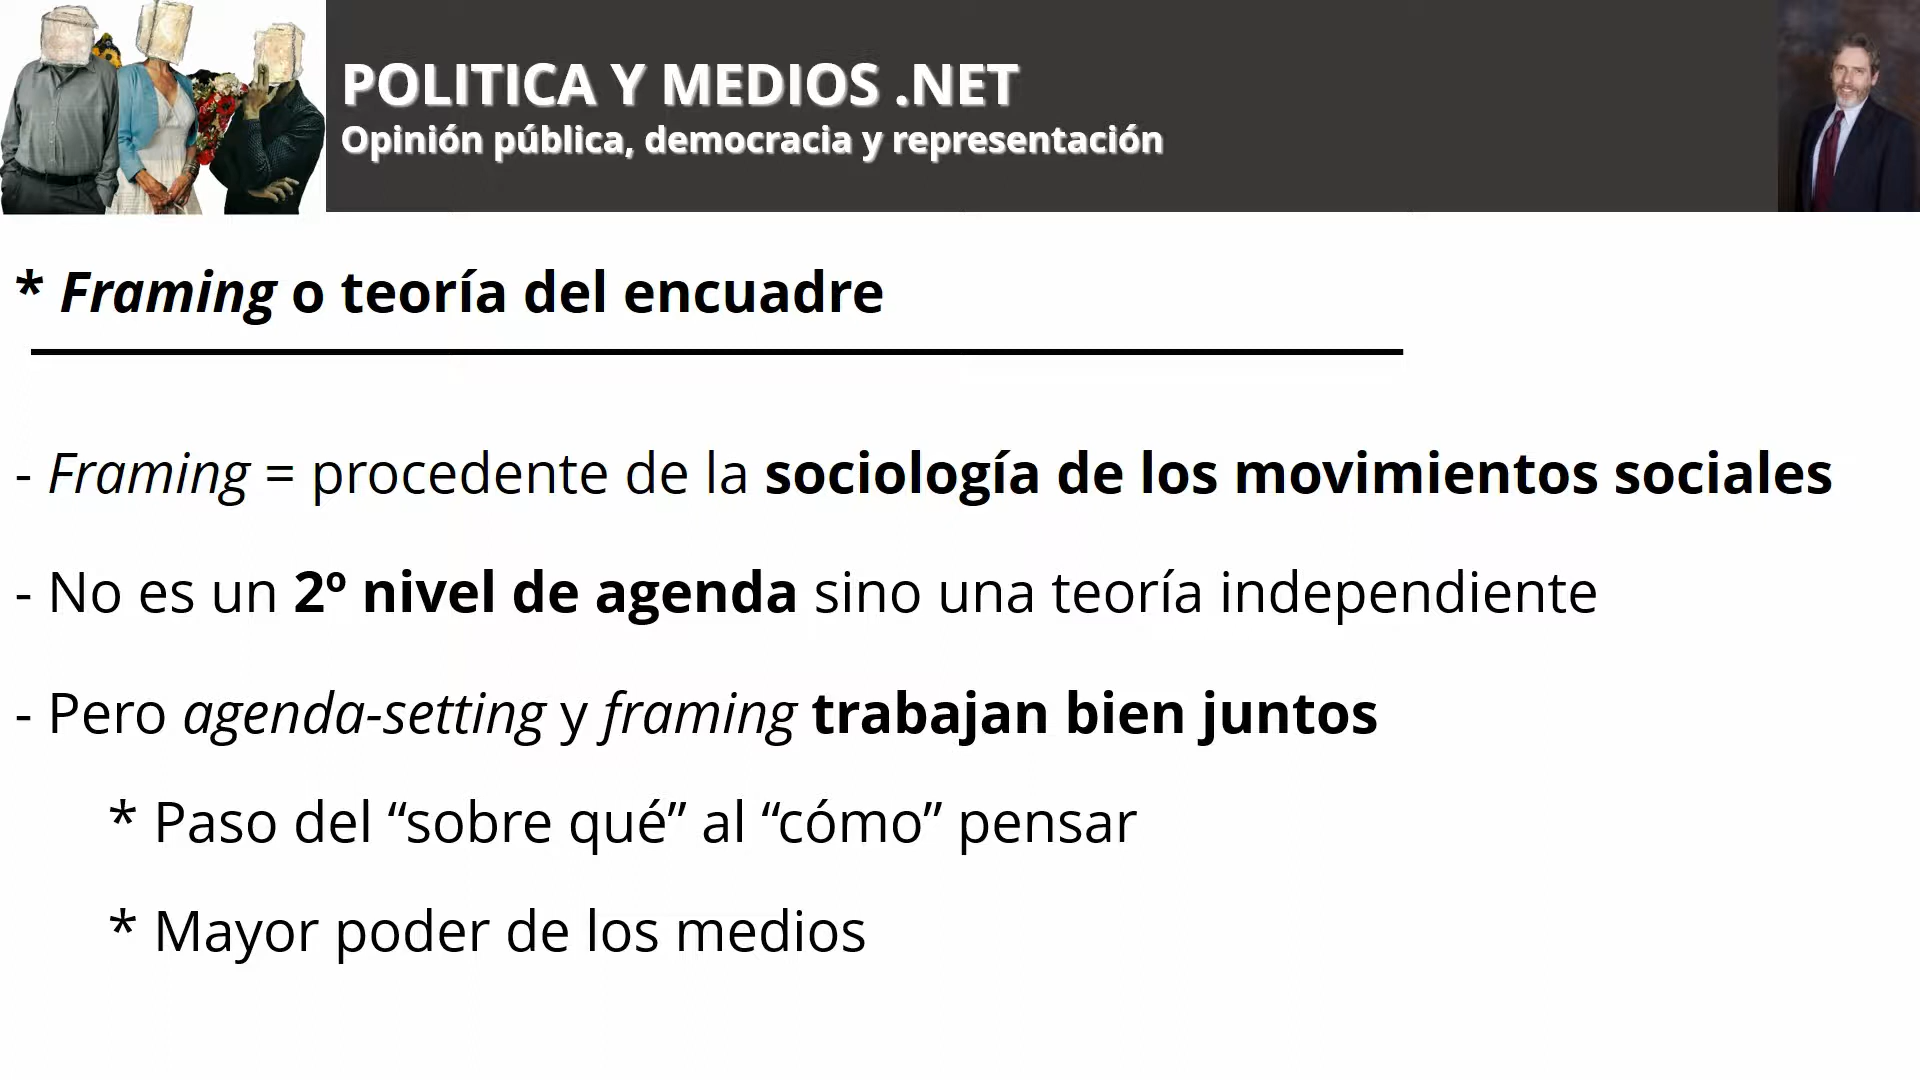 POLITICA Y MEDIOS .NET
Opinión pública, democracia y representación
* Framing o teoría del encuadre
- Framing = procedente de la sociología de los movimientos sociales
- No es un 2º nivel de agenda sino una teoría independiente
- Pero agenda-setting y framing trabajan bien juntos
* Paso del “sobre qué” al “cómo” pensar
* Mayor poder de los medios